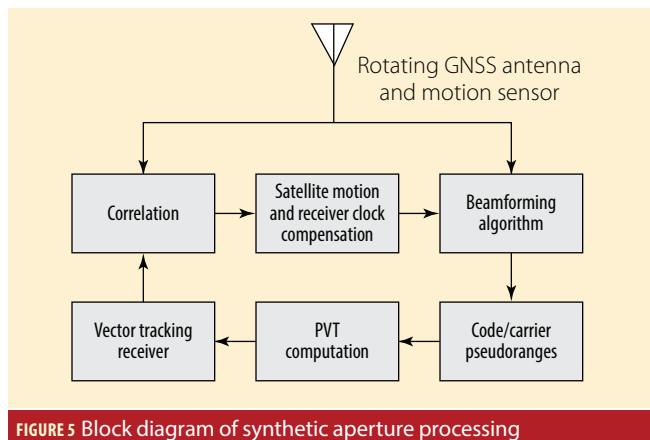 Rotating GNSS antenna
and motion sensor
Correlation
Satellite motion
and receiver clock
compensation
Beamforming
algorithm
Vector tracking
receiver
PVT
computation
Code/carrier
pseudoranges
FIGURE 5 Block diagram of synthetic aperture processing